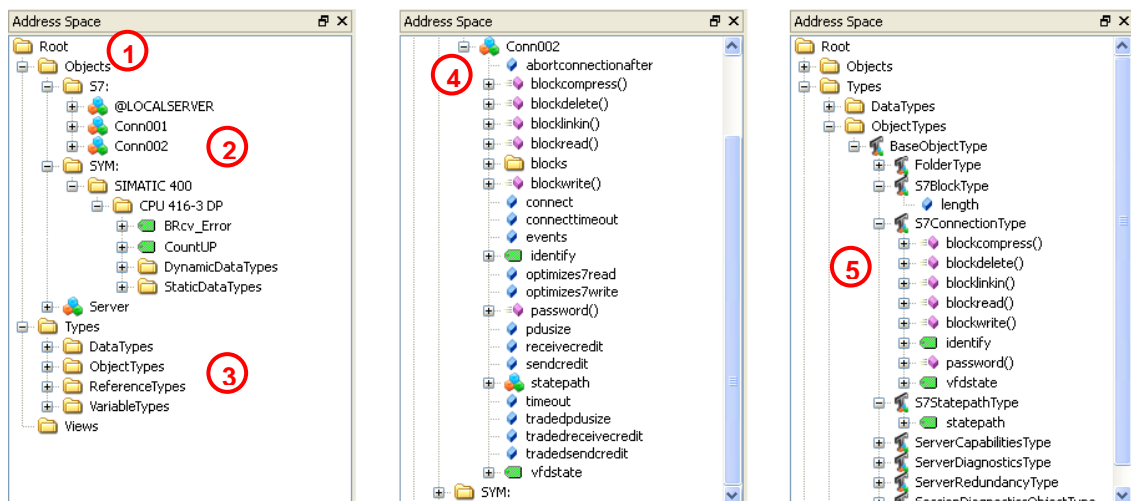 Address Space
Root
1
Objects
S7:
@LOCALSERVER
Conn001
Conn002
2
SYM:
SIMATIC 400
CPU 416-3 DP
BRcv_Error
CountUP
DynamicDataTypes
StaticDataTypes
Server
Types
DataTypes
ObjectTypes
ReferenceTypes
3
VariableTypes
Views
Address Space
Conn002
4
abortconnectionafter
blockcompress()
blockdelete()
blocklinkin()
blockread()
blocks
blockwrite()
connect
connecttimeout
events
identify
optimizes7read
optimizes7write
password()
pdusize
receivecredit
sendcredit
statepath
timeout
tradedpdusize
tradedreceivecredit
tradedsendcredit
vfdstate
SYM:
Address Space
Root
Objects
Types
DataTypes
ObjectTypes
BaseObjectType
FolderType
S7BlockType
length
S7ConnectionType
blockcompress()
blockdelete()
5
blocklinkin()
blockread()
blockwrite()
identify
password()
vfdstate
S7StatepathType
statepath
ServerCapabilitiesType
ServerDiagnosticsType
ServerRedundancyType
SessionDiagnosticsObjectType